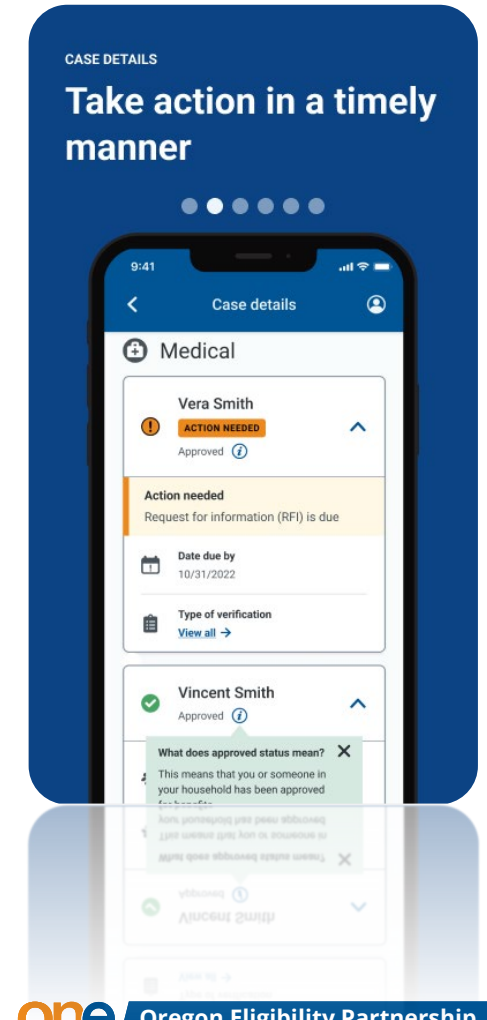 CASE DETAILS
Take action in a timely
manner
9:41
Case details
Medical
Vera Smith
ACTION NEEDED
Approved i
Action needed
Request for information (RFI) is due
Date due by
10/31/2022
Type of verification
View all →
Vincent Smith
Approved i
What does approved status mean? X
This means that you or someone in
your household has been approved
for benefits
one Oregon Eligibility Partnership